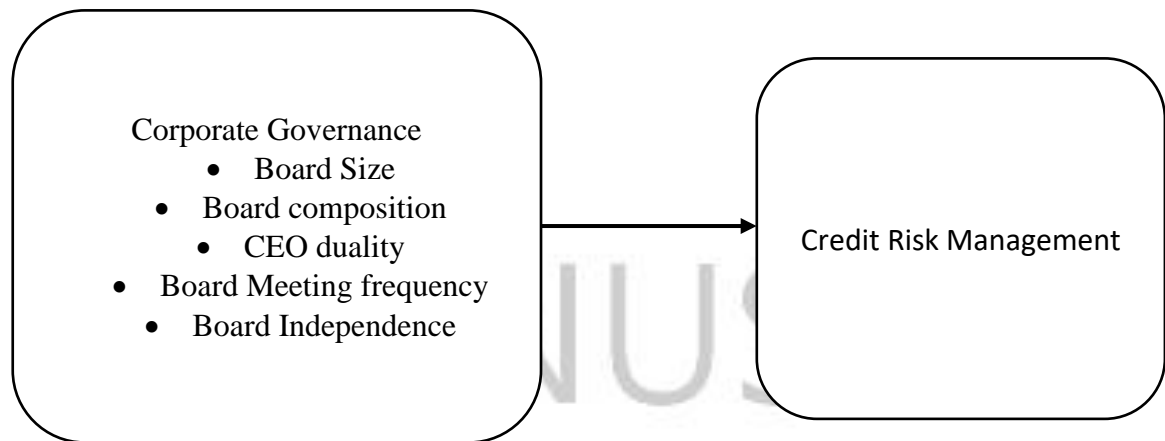 Corporate Governance
• Board Size
• Board composition
• CEO duality
• Board Meeting frequency
• Board Independence
Credit Risk Management